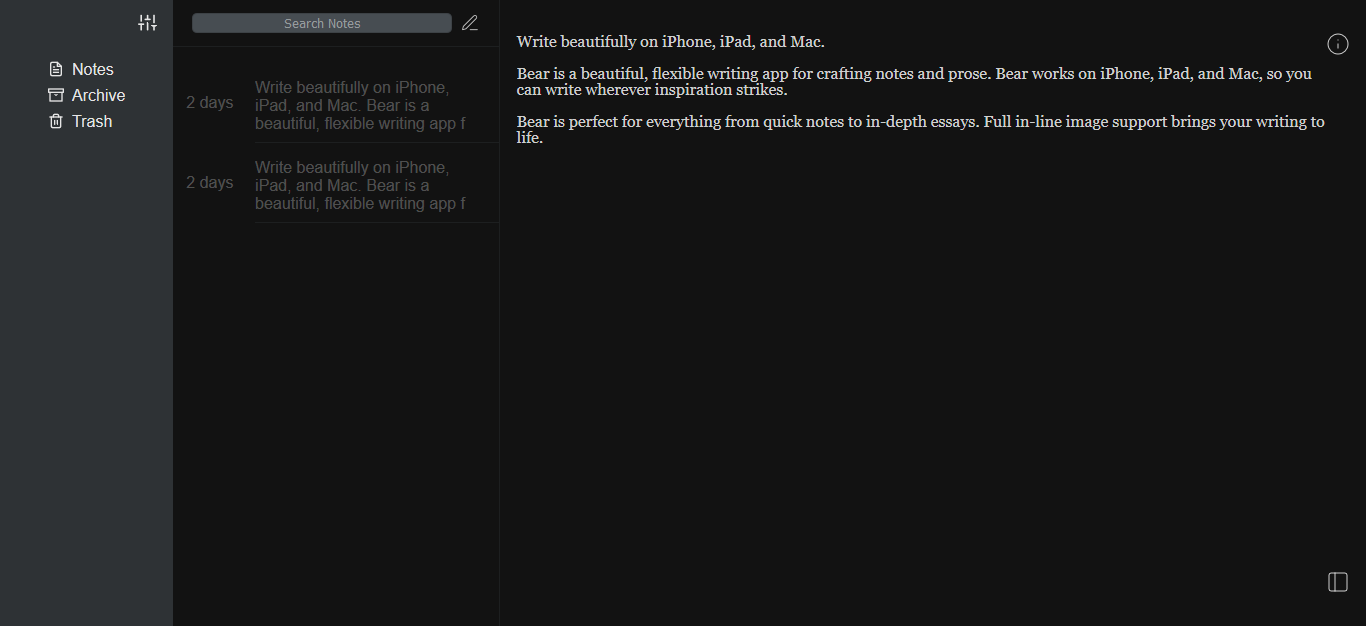 Search Notes
Notes
Archive
Trash
2 days
Write beautifully on iPhone,
iPad, and Mac. Bear is a
beautiful, flexible writing app f
2 days
Write beautifully on iPhone,
iPad, and Mac. Bear is a
beautiful, flexible writing app f
Write beautifully on iPhone, iPad, and Mac.
Bear is a beautiful, flexible writing app for crafting notes and prose. Bear works on iPhone, iPad, and Mac, so you
can write wherever inspiration strikes.
Bear is perfect for everything from quick notes to in-depth essays. Full in-line image support brings your writing to
life.